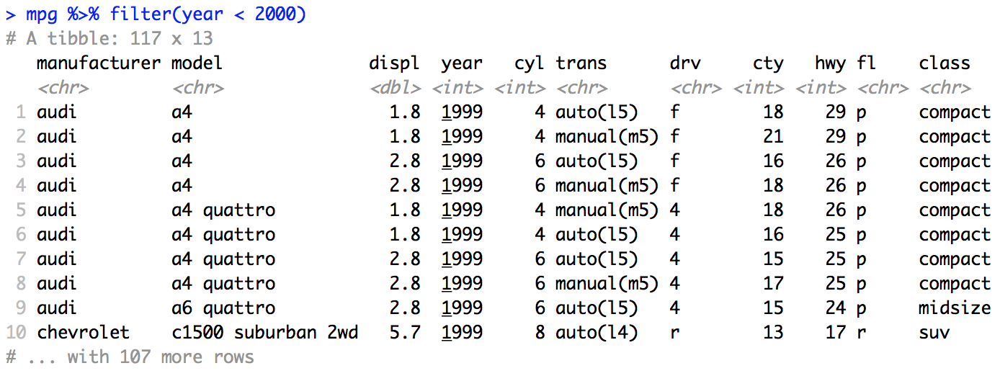 > mpg %>% filter(year < 2000)
# A tibble: 117 x 13
   manufacturer model              displ  year   cyl trans      drv     cty   hwy fl    class
   <chr>        <chr>              <dbl> <int> <int> <chr>      <chr> <int> <int> <chr> <chr>
 1 audi         a4                   1.8  1999     4 auto(l5)   f        18    29 p     compact
 2 audi         a4                   1.8  1999     4 manual(m5) f        21    29 p     compact
 3 audi         a4                   2.8  1999     6 auto(l5)   f        16    26 p     compact
 4 audi         a4                   2.8  1999     6 manual(m5) f        18    26 p     compact
 5 audi         a4 quattro           1.8  1999     4 manual(m5) 4        18    26 p     compact
 6 audi         a4 quattro           1.8  1999     4 auto(l5)   4        16    25 p     compact
 7 audi         a4 quattro           2.8  1999     6 auto(l5)   4        15    25 p     compact
 8 audi         a4 quattro           2.8  1999     6 manual(m5) 4        17    25 p     compact
 9 audi         a6 quattro           2.8  1999     6 auto(l5)   4        15    24 p     midsize
10 chevrolet    c1500 suburban 2wd   5.7  1999     8 auto(l4)   r        13    17 r     suv
# ... with 107 more rows